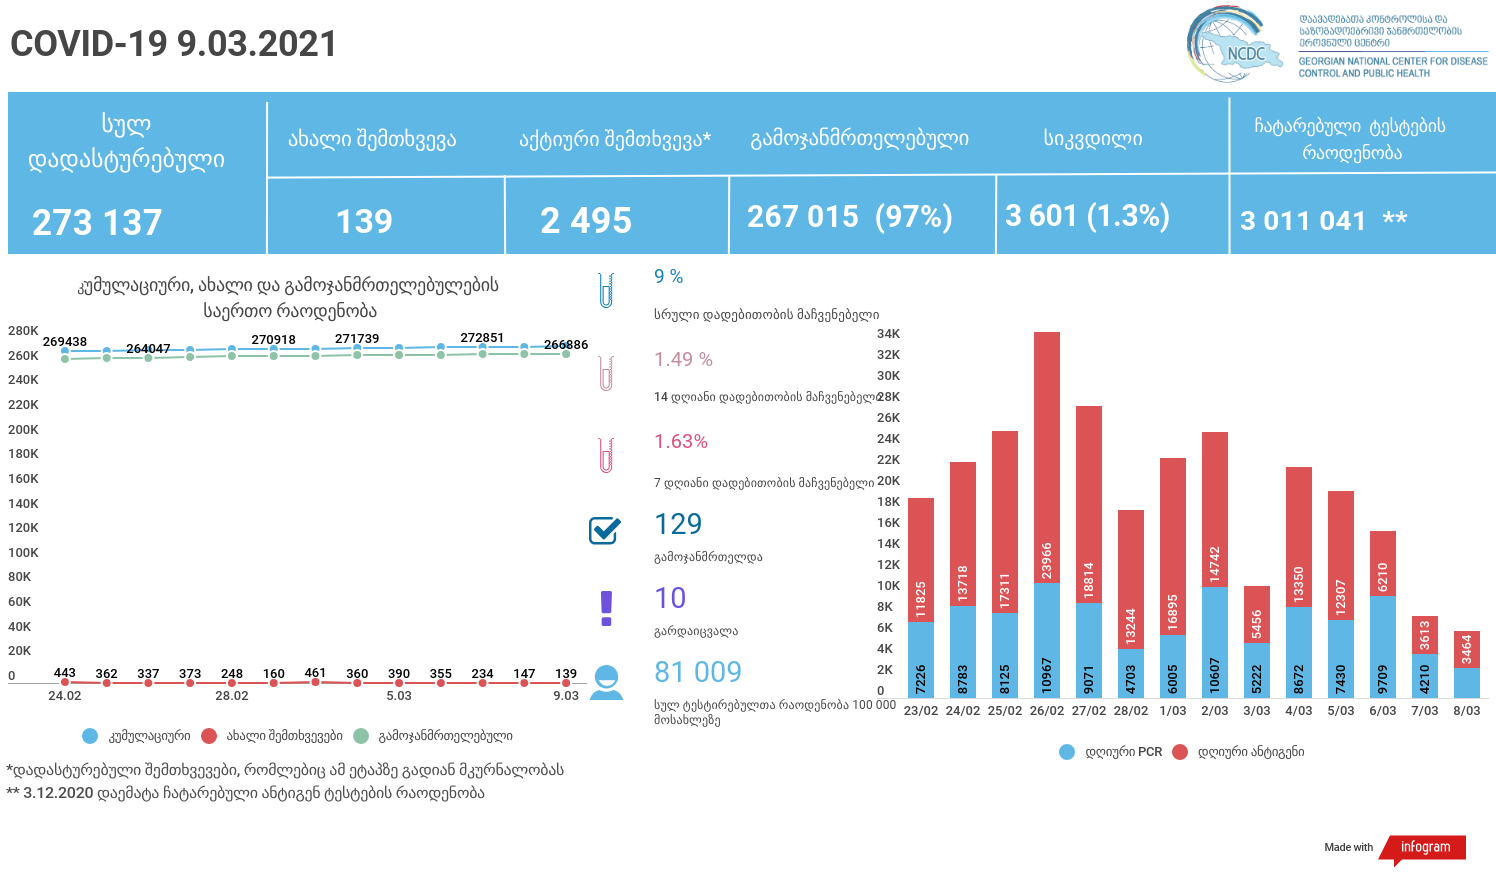 COVID-19 9.03.2021
დაავადებათა კონტროლისა და
საზოგადოებრივი ჯანმრთელობის
ეროვნული ცენტრი
NCDC
GEORGIAN NATIONAL CENTER FOR DISEASE
CONTROL AND PUBLIC HEALTH
სულ
დადასტურებული
273 137
ახალი შემთხვევა
139
აქტიური შემთხვევა*
2 495
გამოჯანმრთელებული
267 015 (97%)
სიკვდილი
3 601 (1.3%)
ჩატარებული ტესტების
რაოდენობა
3 011 041 **
კუმულაციური, ახალი და გამოჯანმრთელებულების
საერთო რაოდენობა
280K
260K
240K
220K
200K
180K
160K
140K
120K
100K
80K
60K
40K
20K
0
269438 264047 270918 271739 272851 266886
443 362 337 373 248 160 461 360 390 355 234 147 139
24.02 28.02 5.03 9.03
კუმულაციური ახალი შემთხვევები გამოჯანმრთელებული
*დადასტურებული შემთხვევები, რომლებიც ამ ეტაპზე გადიან მკურნალობას
** 3.12.2020 დაემატა ჩატარებული ანტიგენ ტესტების რაოდენობა
9 %
სრული დადებითობის მაჩვენებელი
1.49 %
14 დღიანი დადებითობის მაჩვენებელი
1.63%
7 დღიანი დადებითობის მაჩვენებელი
129
გამოჯანმრთელდა
10
გარდაიცვალა
81 009
სულ ტესტირებულთა რაოდენობა 100 000
მოსახლეზე
34K
32K
30K
28K
26K
24K
22K
20K
18K
16K
14K
12K
10K
8K
6K
4K
2K
0
11825 13718 17311 23966 18814 13244 16895 14742 5456 13350 12307 6210 3613 3464
7226 8783 8125 10967 9071 4703 6005 10607 5222 8672 7430 9709 4210
23/02 24/02 25/02 26/02 27/02 28/02 1/03 2/03 3/03 4/03 5/03 6/03 7/03 8/03
დღიური PCR დღიური ანტიგენი
Made with infogram